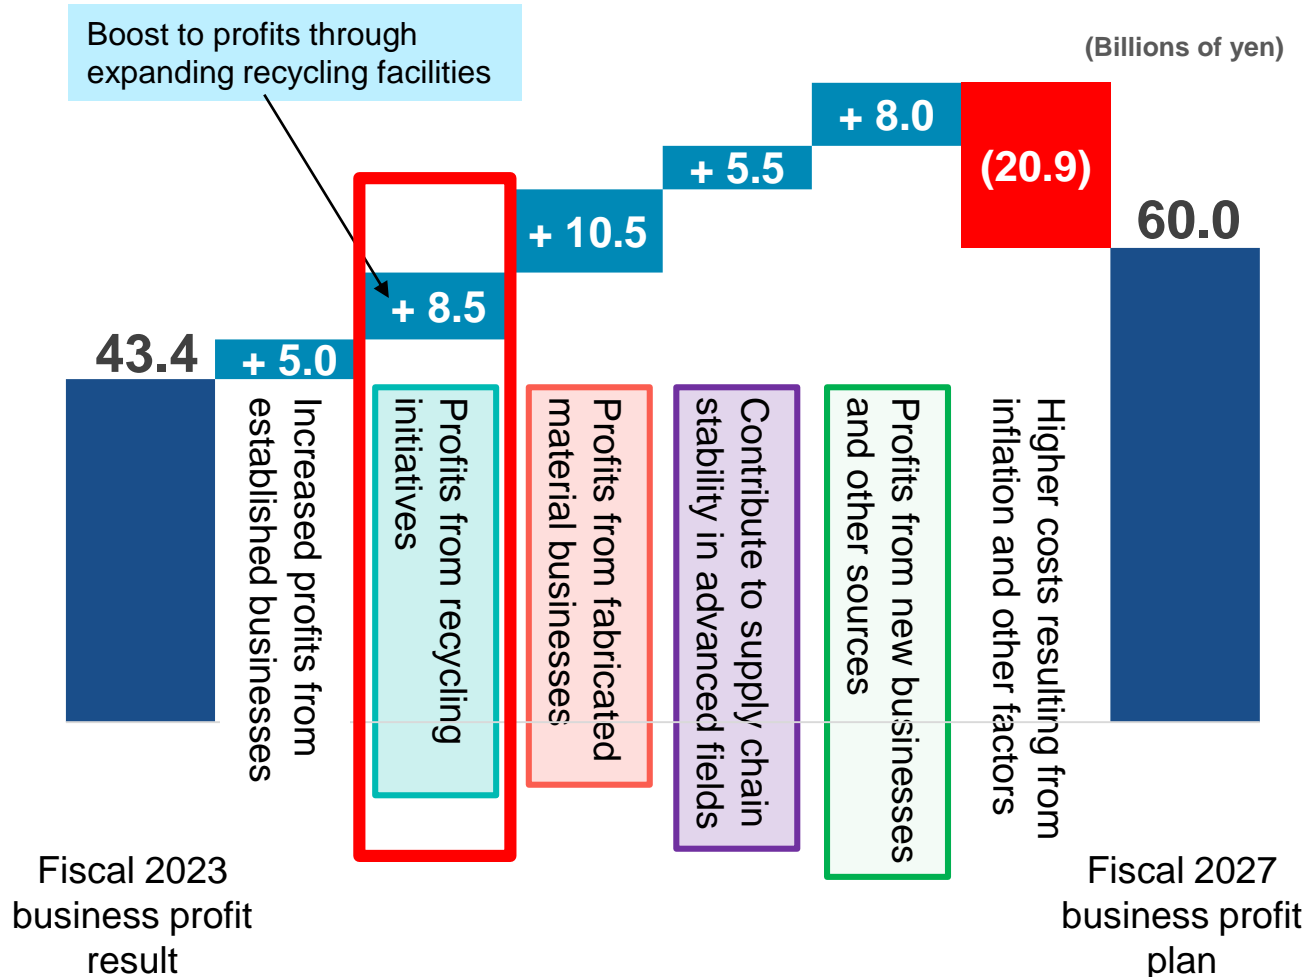 Boost to profits through
expanding recycling facilities
(Billions of yen)
43.4
+ 5.0
+ 8.5
+ 10.5
+ 5.5
+ 8.0
(20.9)
60.0
Increased profits from
established businesses
Profits from recycling
initiatives
Profits from fabricated
material businesses
Contribute to supply chain
stability in advanced fields
Profits from new businesses
and other sources
Higher costs resulting from
inflation and other factors
Fiscal 2023
business profit
result
Fiscal 2027
business profit
plan